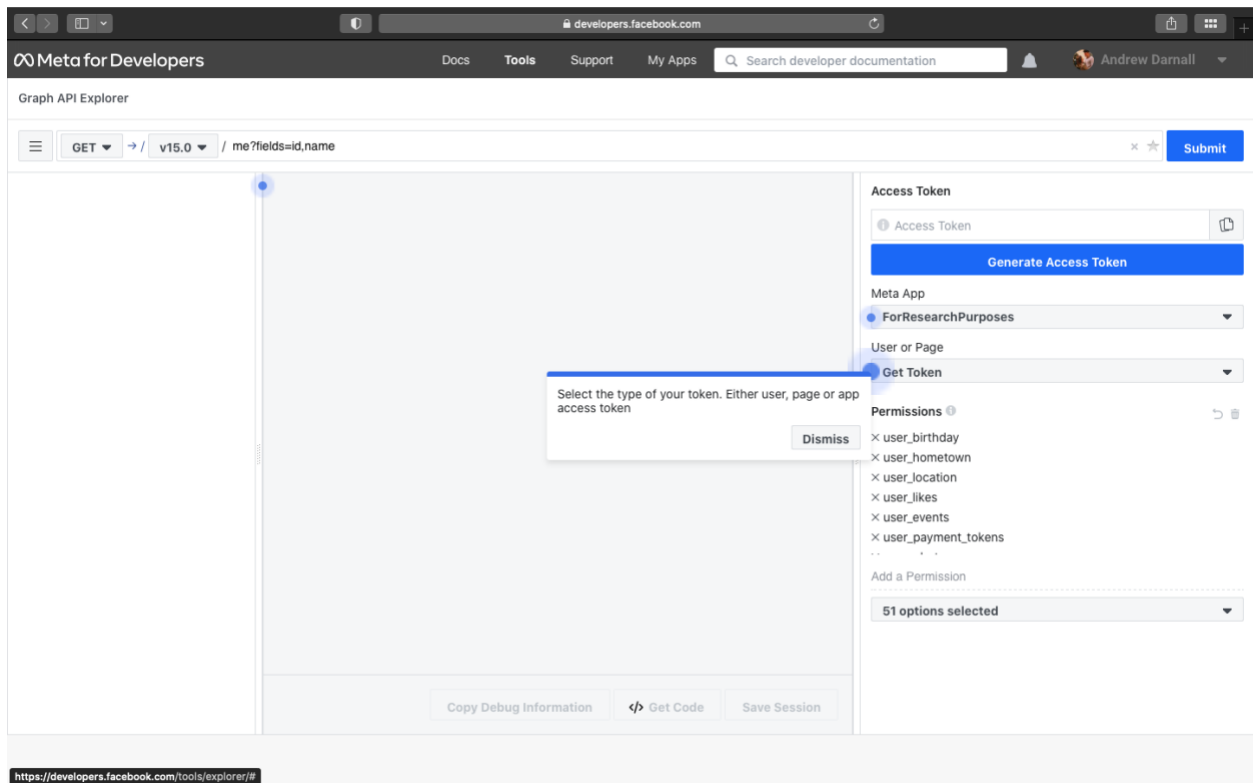 developers.facebook.com
Meta for Developers
Docs
Tools
Support
My Apps
Search developer documentation
Andrew Darnall
Graph API Explorer
GET
→ /
v15.0
/ me?fields=id,name
Submit
Access Token
Access Token
Generate Access Token
Meta App
ForResearchPurposes
User or Page
Get Token
Select the type of your token. Either user, page or app
access token
Dismiss
Permissions
user_birthday
user_hometown
user_location
user_likes
user_events
user_payment_tokens
Add a Permission
51 options selected
Copy Debug Information
</> Get Code
Save Session
https://developers.facebook.com/tools/explorer/#